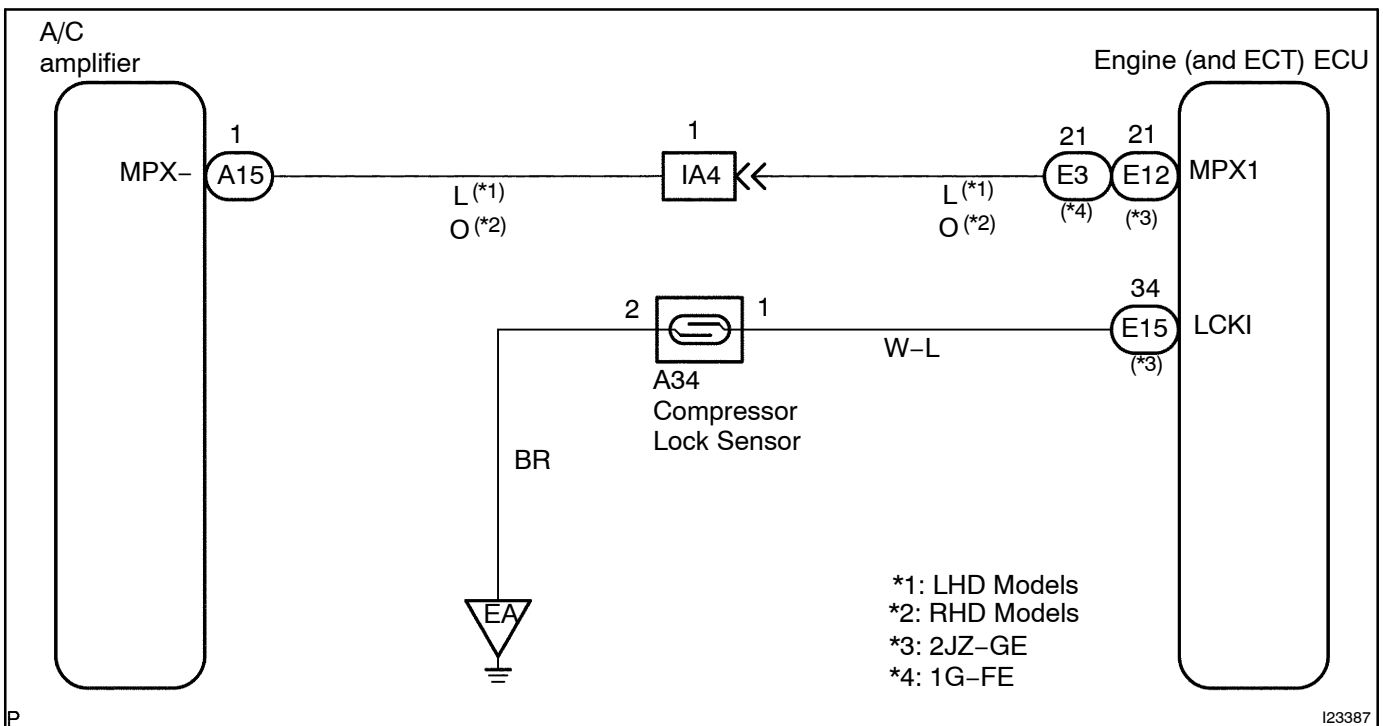 A/C
amplifier
Engine (and ECT) ECU
1
1
21
21
MPX−
A15
IA4
E3
E12
MPX1
L (*1)
L (*1)
(*4)
(*3)
O (*2)
O (*2)
34
2
1
E15
LCKI
W−L
(*3)
A34
Compressor
Lock Sensor
BR
EA
*1: LHD Models
*2: RHD Models
*3: 2JZ−GE
*4: 1G−FE
P
I23387